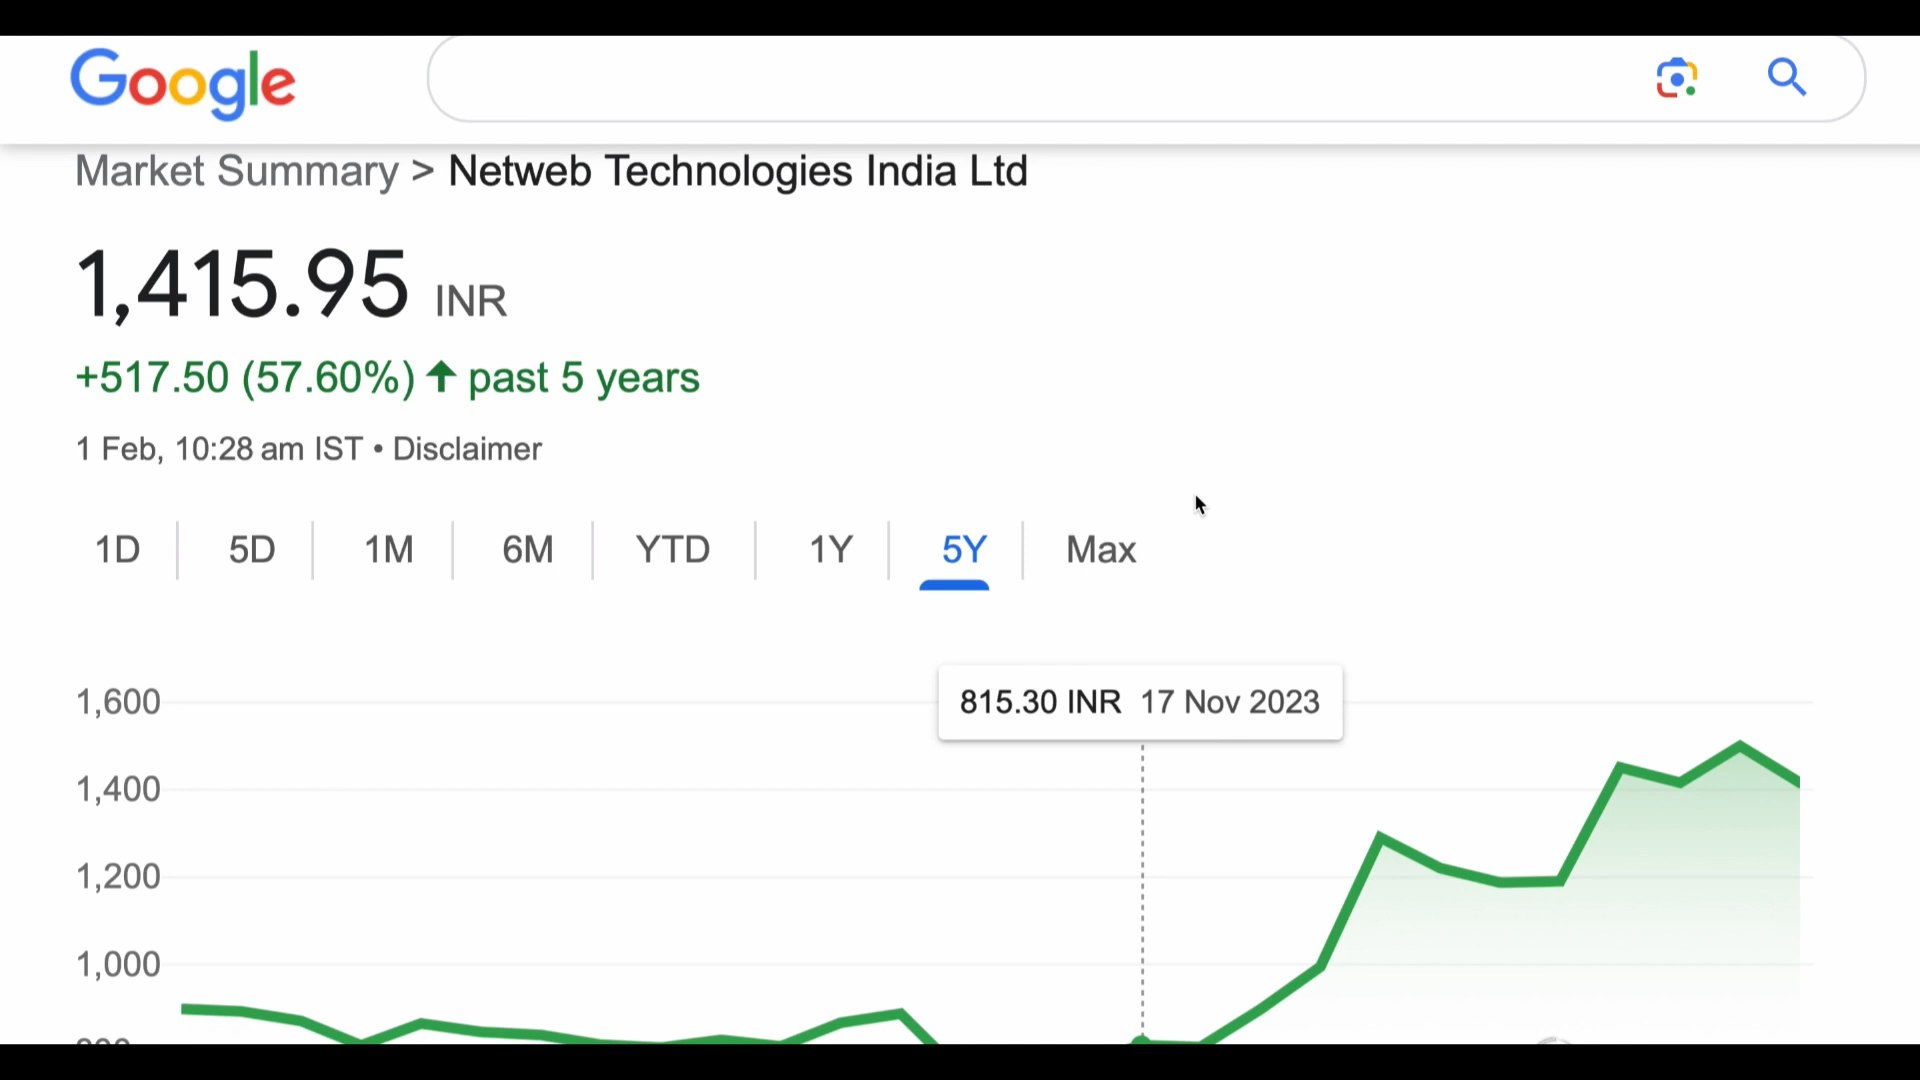 Google
Market Summary > Netweb Technologies India Ltd
1,415.95 INR
+517.50 (57.60%) ↑ past 5 years
1 Feb, 10:28 am IST • Disclaimer
1D 5D 1M 6M YTD 1Y 5Y Max
815.30 INR 17 Nov 2023
1,600
1,400
1,200
1,000